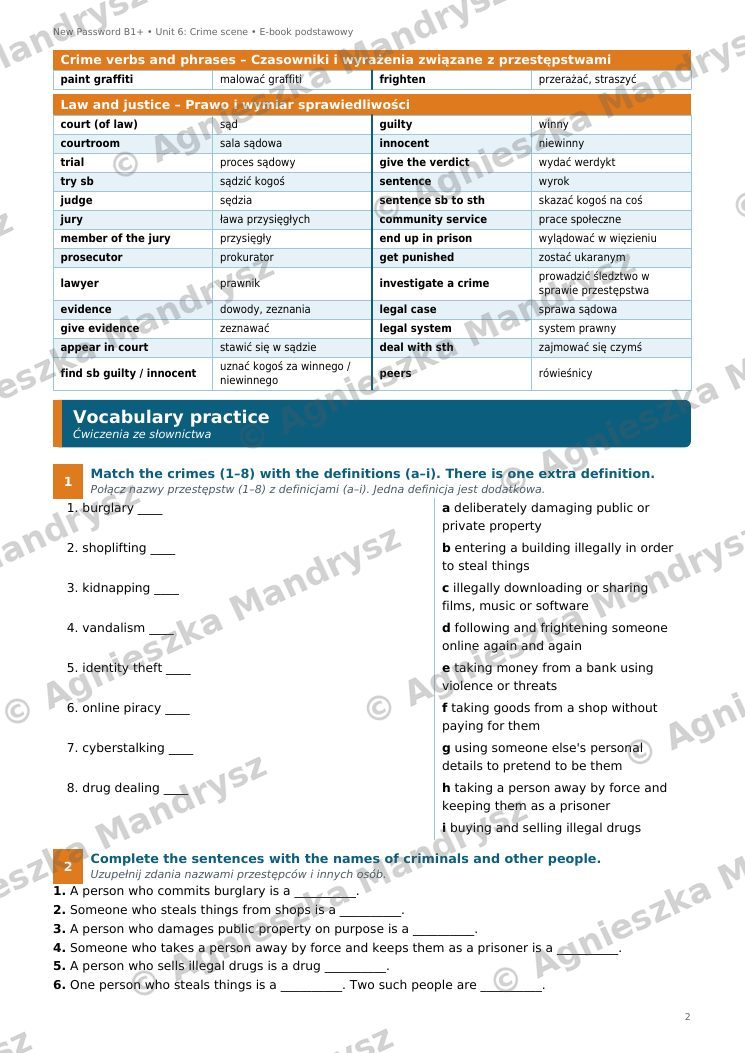 New Password B1+ • Unit 6: Crime scene • E-book podstawowy
Crime verbs and phrases – Czasowniki i wyrażenia związane z przestępstwami
paint graffiti malować graffiti frighten przerażać, straszyć
Law and justice – Prawo i wymiar sprawiedliwości
court (of law) sąd guilty winny
courtroom sala sądowa innocent niewinny
trial proces sądowy give the verdict wydać werdykt
try sb sądzić kogoś sentence wyrok
judge sędzia sentence sb to sth skazać kogoś na coś
jury ława przysięgłych community service prace społeczne
member of the jury przysięgły end up in prison wylądować w więzieniu
prosecutor prokurator get punished zostać ukaranym
lawyer prawnik investigate a crime prowadzić śledztwo w
sprawie przestępstwa
evidence dowody, zeznania legal case sprawa sądowa
give evidence zeznawać legal system system prawny
appear in court stawić się w sądzie deal with sth zajmować się czymś
find sb guilty / innocent uznać kogoś za winnego /
niewinnego peers rówieśnicy
Vocabulary practice
Ćwiczenia ze słownictwa
1 Match the crimes (1–8) with the definitions (a–i). There is one extra definition.
Połącz nazwy przestępstw (1–8) z definicjami (a–i). Jedna definicja jest dodatkowa.
1. burglary ____
2. shoplifting ____
3. kidnapping ____
4. vandalism ____
5. identity theft ____
6. online piracy ____
7. cyberstalking ____
8. drug dealing ____
a deliberately damaging public or
private property
b entering a building illegally in order
to steal things
c illegally downloading or sharing
films, music or software
d following and frightening someone
online again and again
e taking money from a bank using
violence or threats
f taking goods from a shop without
paying for them
g using someone else's personal
details to pretend to be them
h taking a person away by force and
keeping them as a prisoner
i buying and selling illegal drugs
2 Complete the sentences with the names of criminals and other people.
Uzupełnij zdania nazwami przestępców i innych osób.
1. A person who commits burglary is a __________.
2. Someone who steals things from shops is a __________.
3. A person who damages public property on purpose is a __________.
4. Someone who takes a person away by force and keeps them as a prisoner is a __________.
5. A person who sells illegal drugs is a drug __________.
6. One person who steals things is a __________. Two such people are __________.
2
© Agnieszka Mandrysz